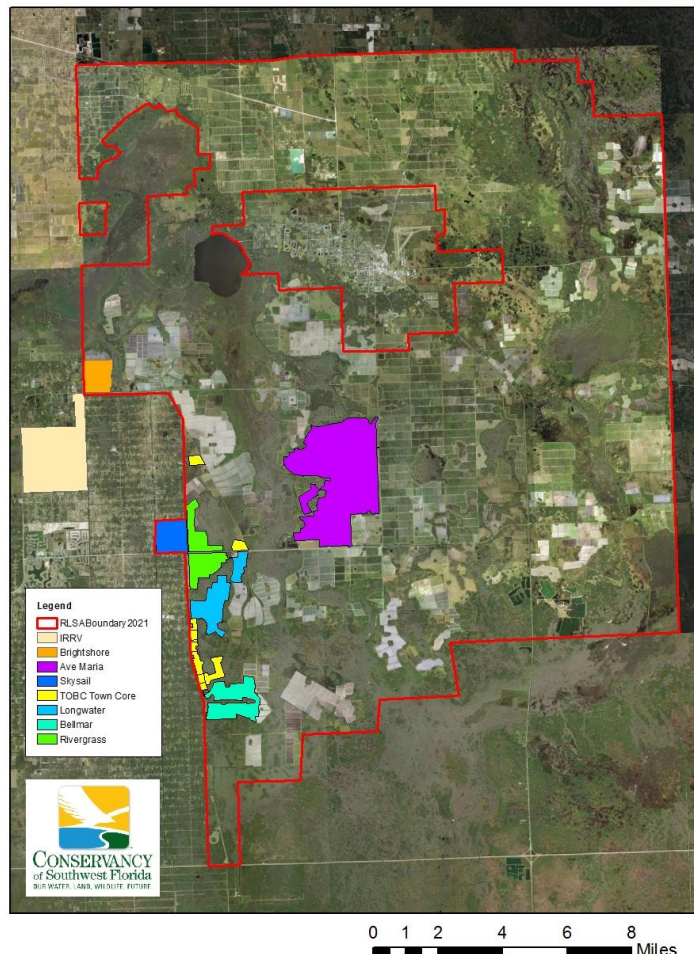 Legend
RLSABoundary2021
IRRV
Brightshore
Ave Maria
Skysail
TOBC Town Core
Longwater
Bellmar
Rivergrass
CONSERVANCY
of Southwest Florida
OUR WATER, LAND, WILDLIFE, FUTURE.
0 1 2 4 6 8
Miles